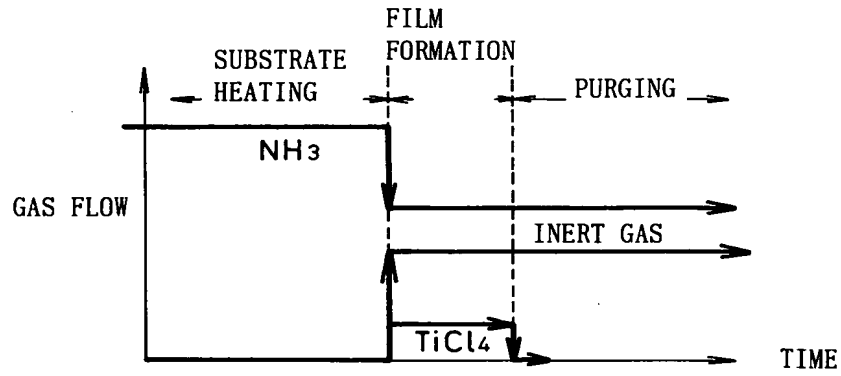 FILM
FORMATION
SUBSTRATE
HEATING
PURGING
NH3
GAS FLOW
INERT GAS
TiCl4
TIME